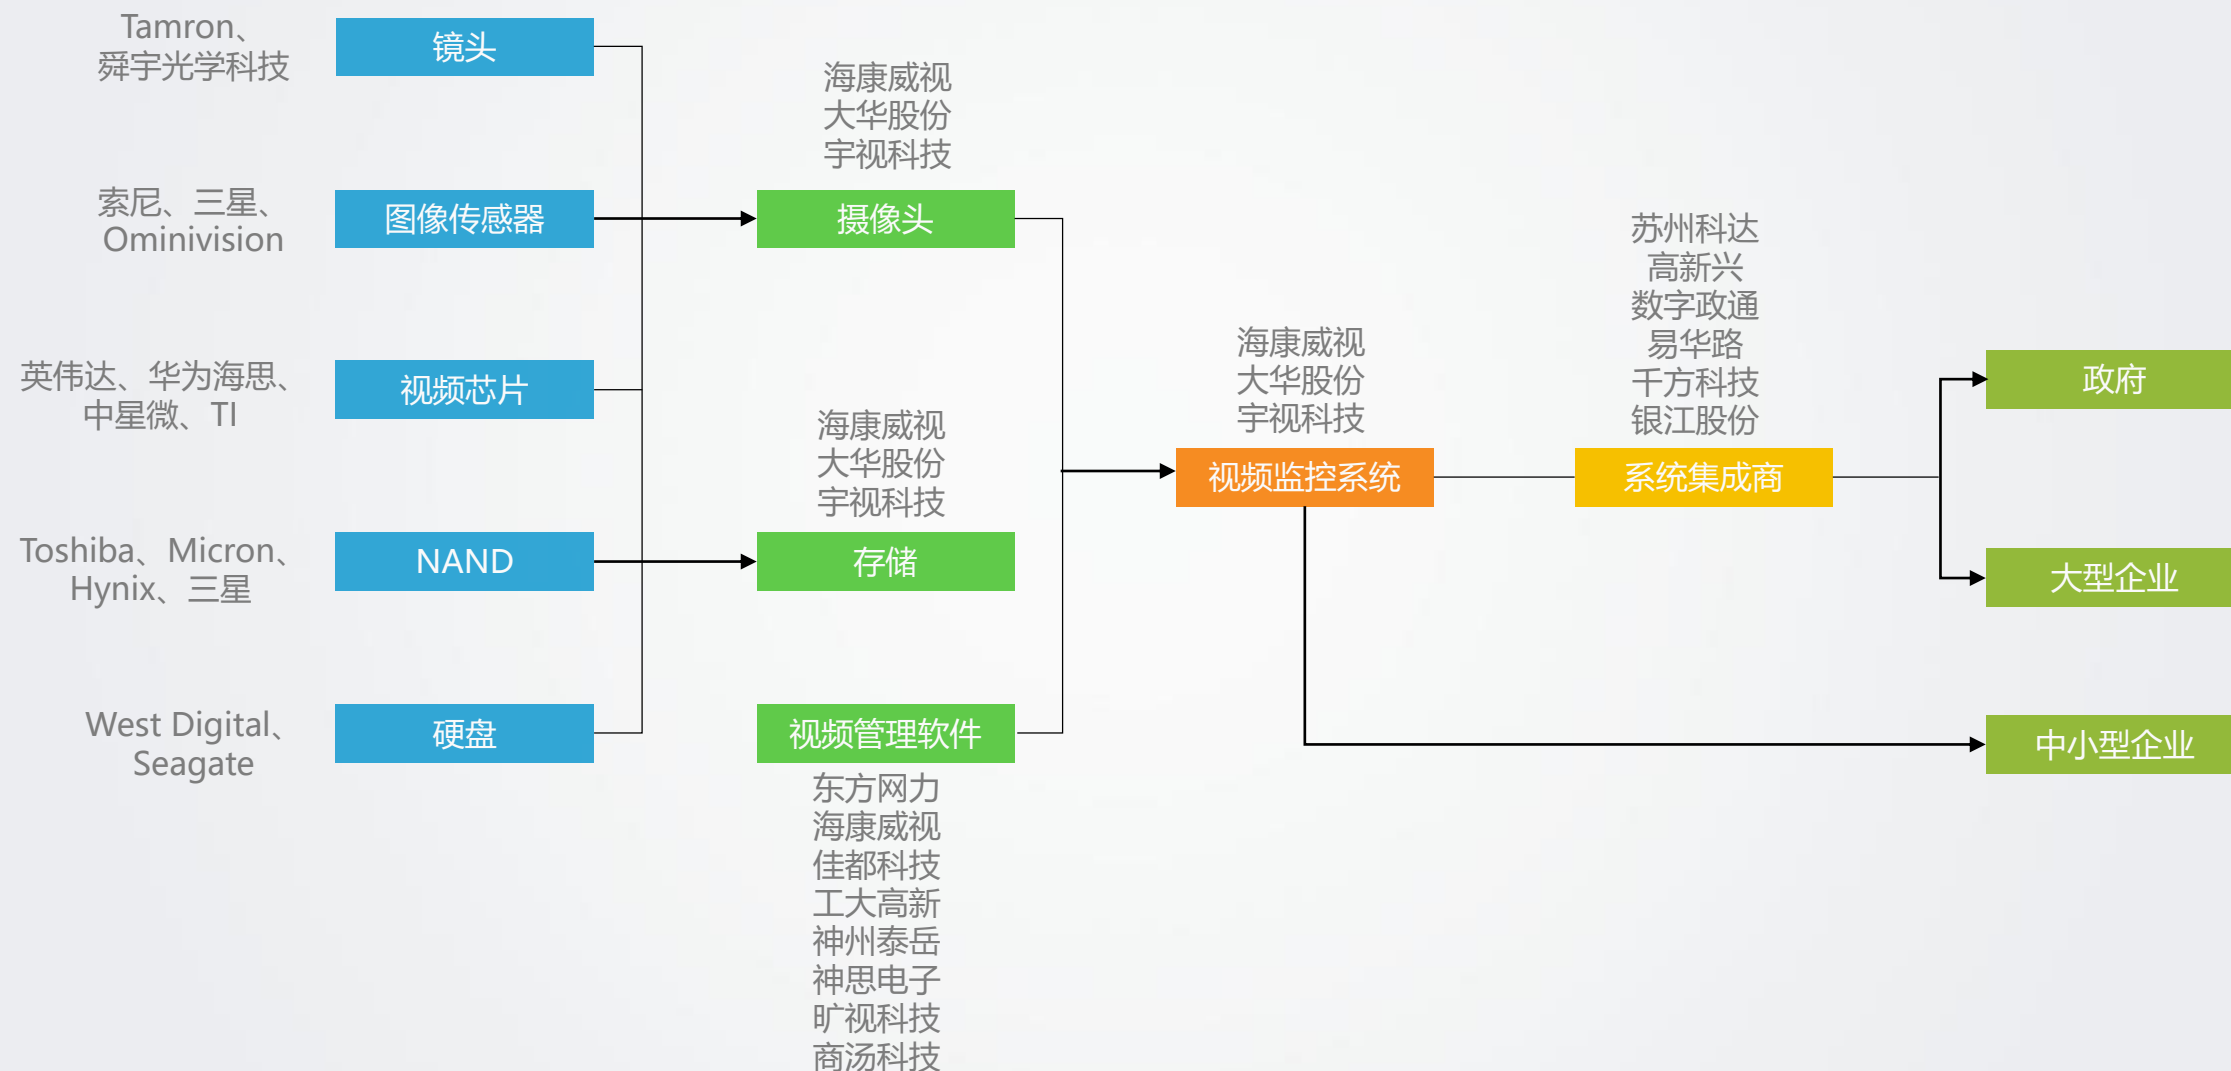 Tamron、
舜宇光学科技
镜头
索尼、三星、
Ominivision
图像传感器
英伟达、华为海思、
中星微、TI
视频芯片
Toshiba、Micron、
Hynix、三星
NAND
West Digital、
Seagate
硬盘
海康威视
大华股份
宇视科技
摄像头
海康威视
大华股份
宇视科技
存储
视频管理软件
东方网力
海康威视
佳都科技
工大高新
神州泰岳
神思电子
旷视科技
商汤科技
海康威视
大华股份
宇视科技
视频监控系统
苏州科达
高新兴
数字政通
易华路
千方科技
银江股份
系统集成商
政府
大型企业
中小型企业